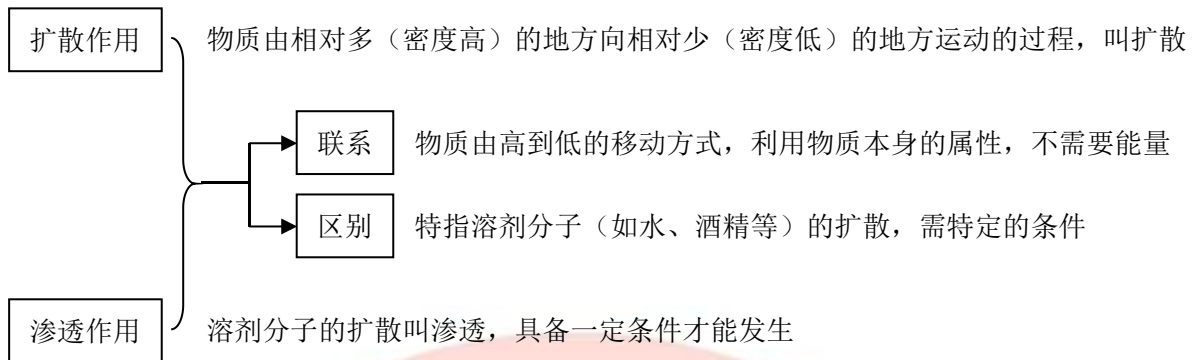 扩散作用 物质由相对多（密度高）的地方向相对少（密度低）的地方运动的过程，叫扩散
联系 物质由高到低的移动方式，利用物质本身的属性，不需要能量
区别 特指溶剂分子（如水、酒精等）的扩散，需特定的条件
渗透作用 溶剂分子的扩散叫渗透，具备一定条件才能发生